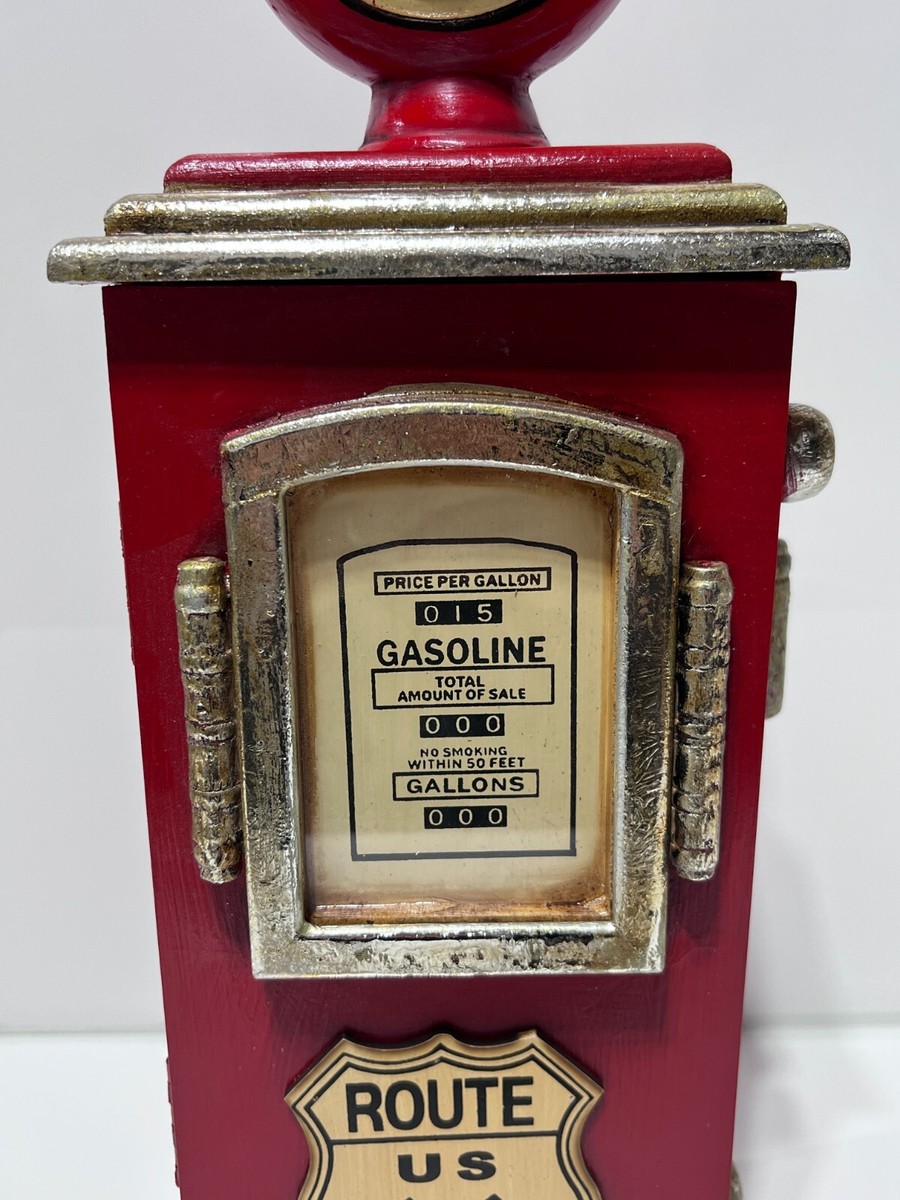 PRICE PER GALLON
015
GASOLINE
TOTAL
AMOUNT OF SALE
000
NO SMOKING
WITHIN 50 FEET
GALLONS
000
ROUTE
US